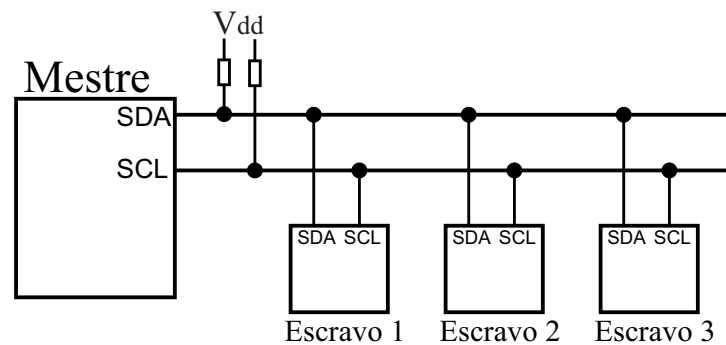 Vdd
Mestre
SDA
SCL
SDA SCL
SDA SCL
SDA SCL
Escravo 1
Escravo 2
Escravo 3